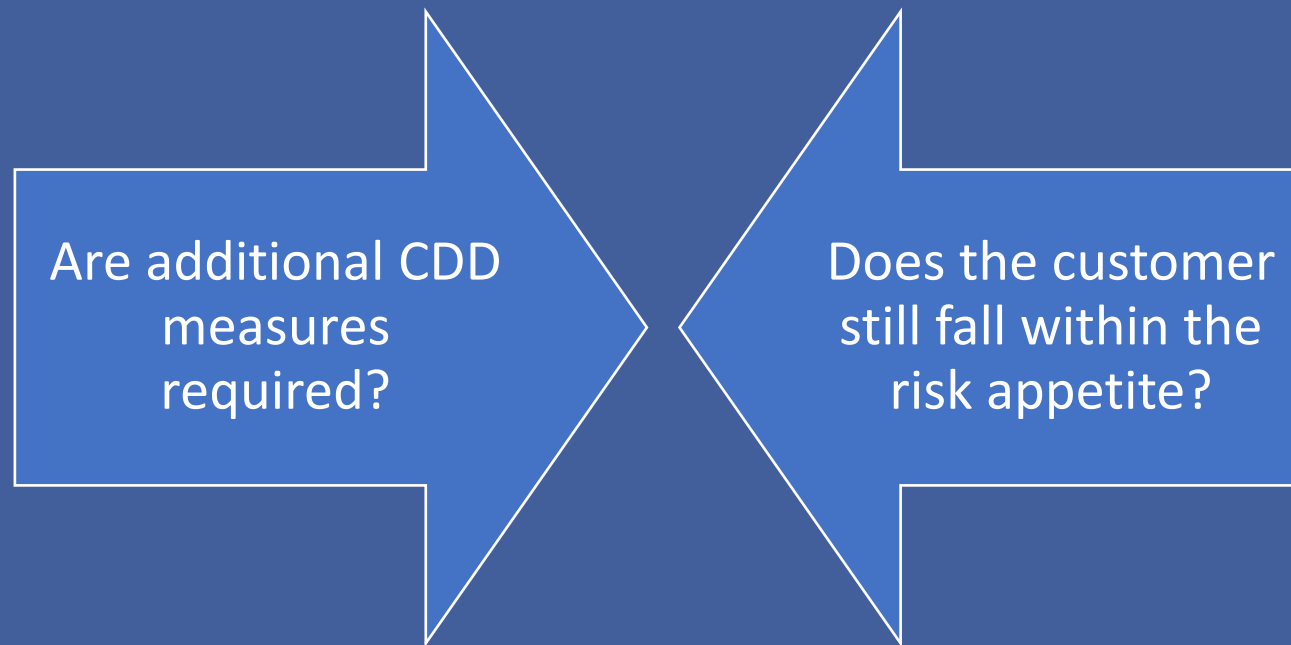 Are additional CDD
measures
required?
Does the customer
still fall within the
risk appetite?